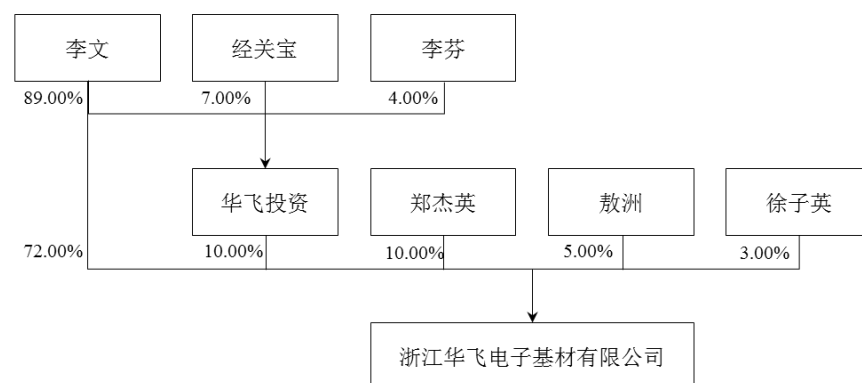 李文 经关宝 李芬
89.00% 7.00% 4.00%
华飞投资 郑杰英 敖洲 徐子英
72.00% 10.00% 10.00% 5.00% 3.00%
浙江华飞电子基材有限公司